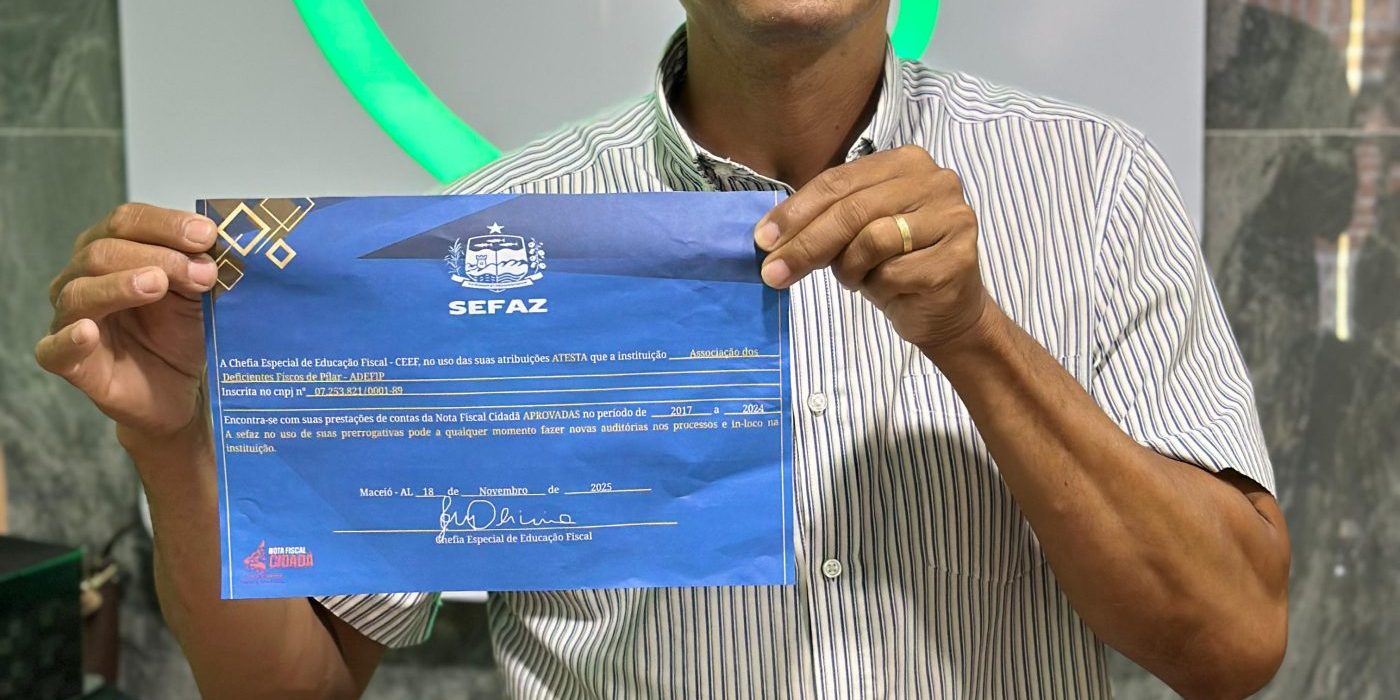 SEFAZ
A Chefia Especial de Educação Fiscal - CEEF, no uso das suas atribuições ATESTA que a instituição Associação dos
Deficientes Fiscos de Pilar - ADEFIP
Inscrita no cnpj nº 07.253.821/0001-89
Encontra-se com suas prestações de contas da Nota Fiscal Cidadã APROVADAS no período de 2017 a 2024
A sefaz no uso de suas prerrogativas pode a qualquer momento fazer novas auditórias nos processos e in-loco na
instituição.
Maceió - AL 18 de Novembro de 2025
Chefia Especial de Educação Fiscal
NOTA FISCAL
CIDADÃ